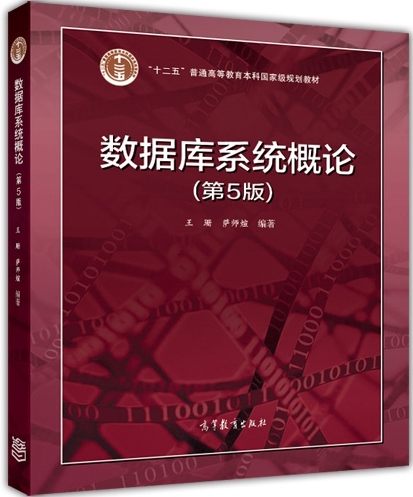 "十二五"普通高等教育本科国家级规划教材
数据库系统概论
(第5版)
王 珊 萨师煊 编著
高等教育出版社
数据库系统概论
(第5版)
王 珊 萨师煊 编著